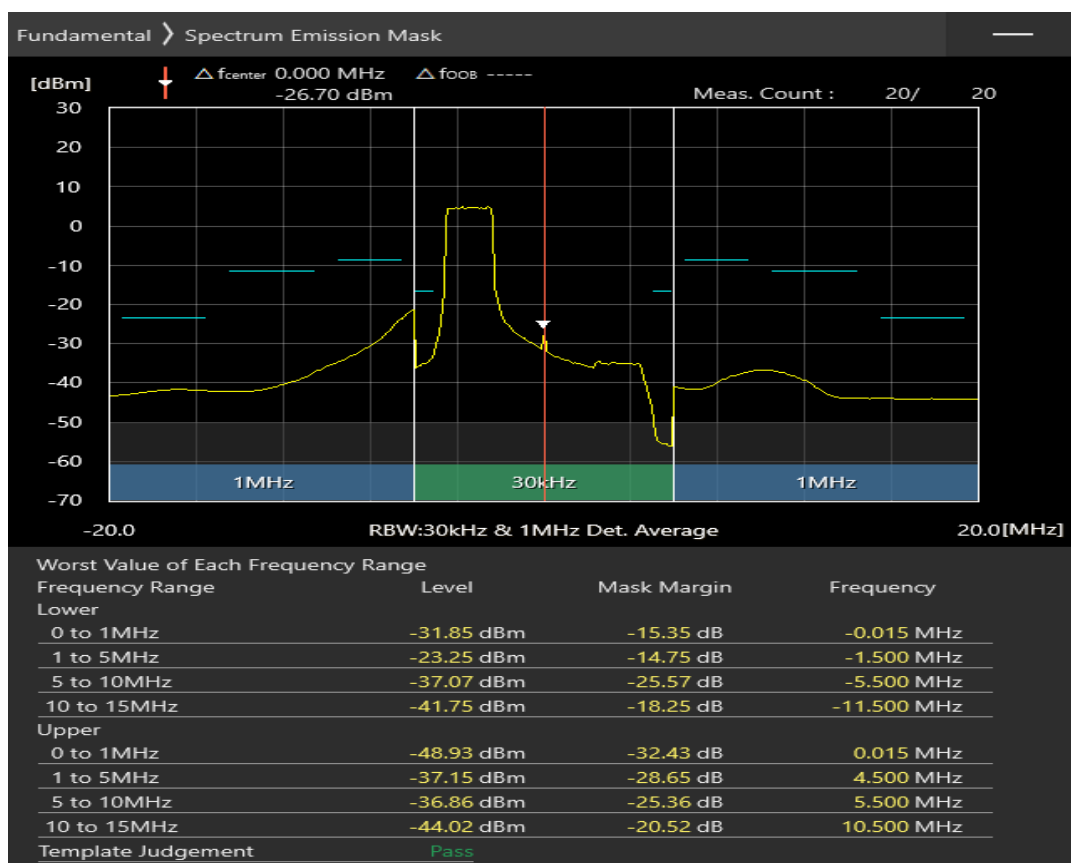 Fundamental ❯ Spectrum Emission Mask
△ fcenter 0.000 MHz △ fOOB -----
[dBm] -26.70 dBm Meas. Count : 20/ 20
30
20
10
0
-10
-20
-30
-40
-50
-60
1MHz 30kHz 1MHz
-70
-20.0 RBW:30kHz & 1MHz Det. Average 20.0[MHz]
Worst Value of Each Frequency Range
Frequency Range Level Mask Margin Frequency
Lower
0 to 1MHz -31.85 dBm -15.35 dB -0.015 MHz
1 to 5MHz -23.25 dBm -14.75 dB -1.500 MHz
5 to 10MHz -37.07 dBm -25.57 dB -5.500 MHz
10 to 15MHz -41.75 dBm -18.25 dB -11.500 MHz
Upper
0 to 1MHz -48.93 dBm -32.43 dB 0.015 MHz
1 to 5MHz -37.15 dBm -28.65 dB 4.500 MHz
5 to 10MHz -36.86 dBm -25.36 dB 5.500 MHz
10 to 15MHz -44.02 dBm -20.52 dB 10.500 MHz
Template Judgement Pass